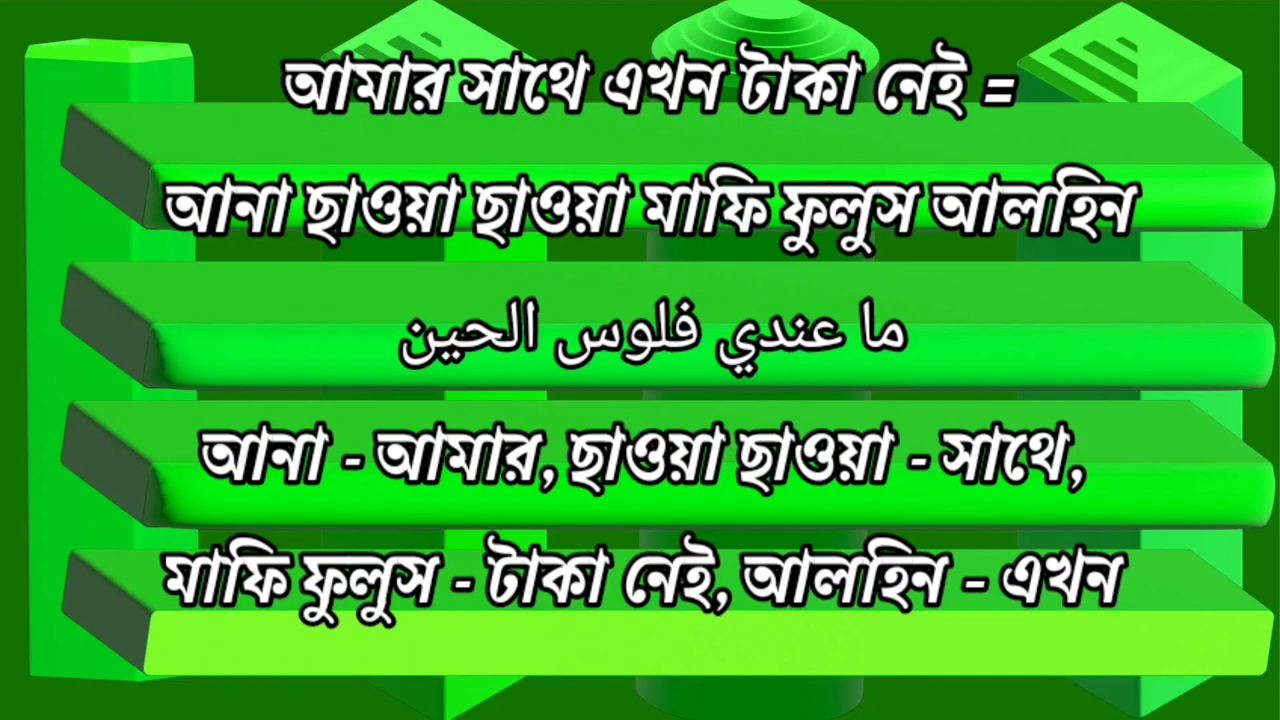 আমার সাথে এখন টাকা নেই =
আনা ছাওয়া ছাওয়া মাফি ফুলুস আলহিন
ما عندي فلوس الحين
আনা - আমার, ছাওয়া ছাওয়া - সাথে,
মাফি ফুলুস - টাকা নেই, আলহিন - এখন